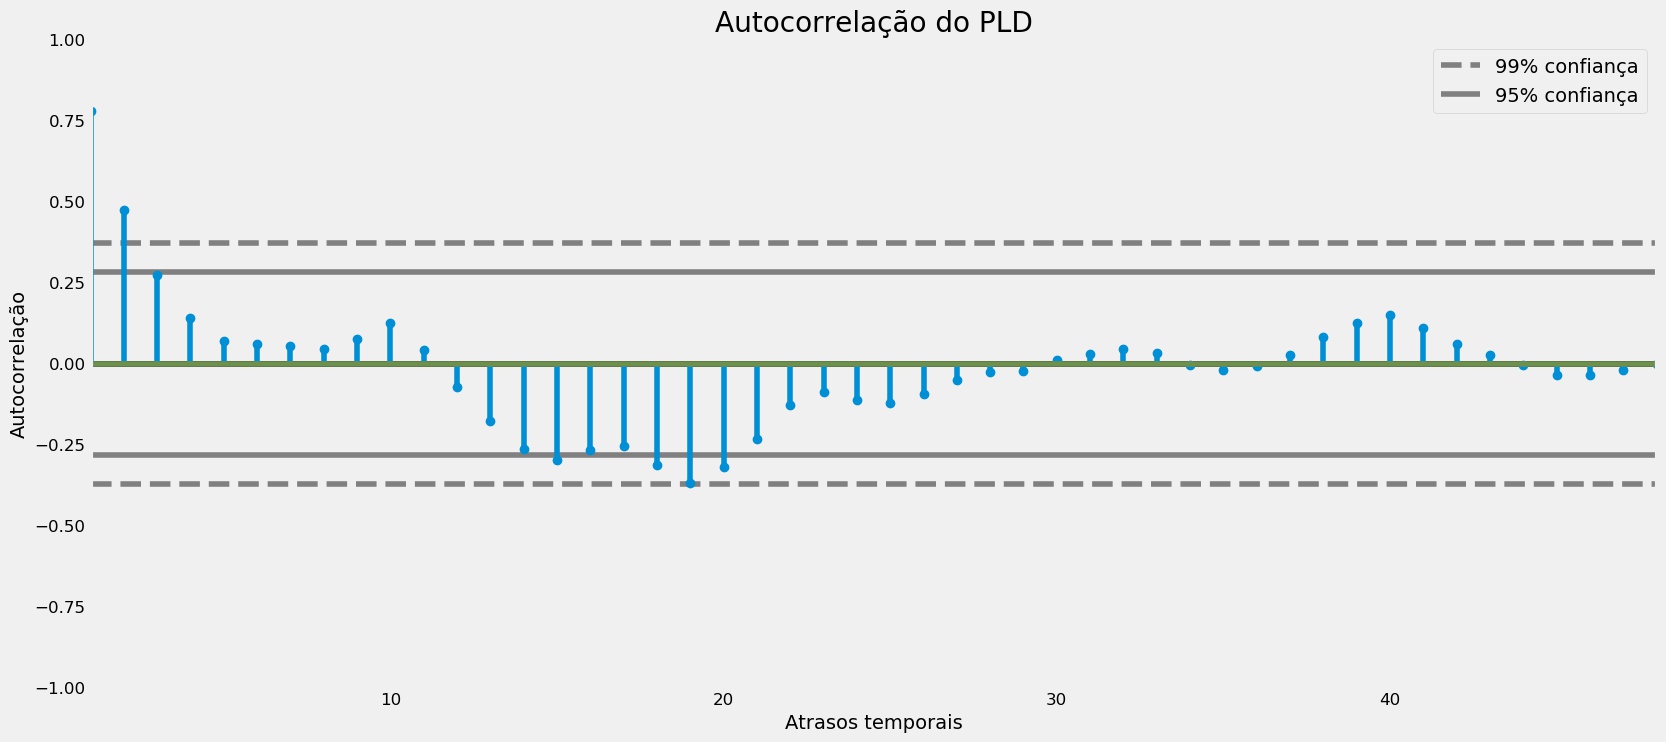 Autocorrelação do PLD
1.00
0.75
0.50
0.25
0.00
−0.25
−0.50
−0.75
−1.00
Autocorrelação
99% confiança
95% confiança
10 20 30 40
Atrasos temporais